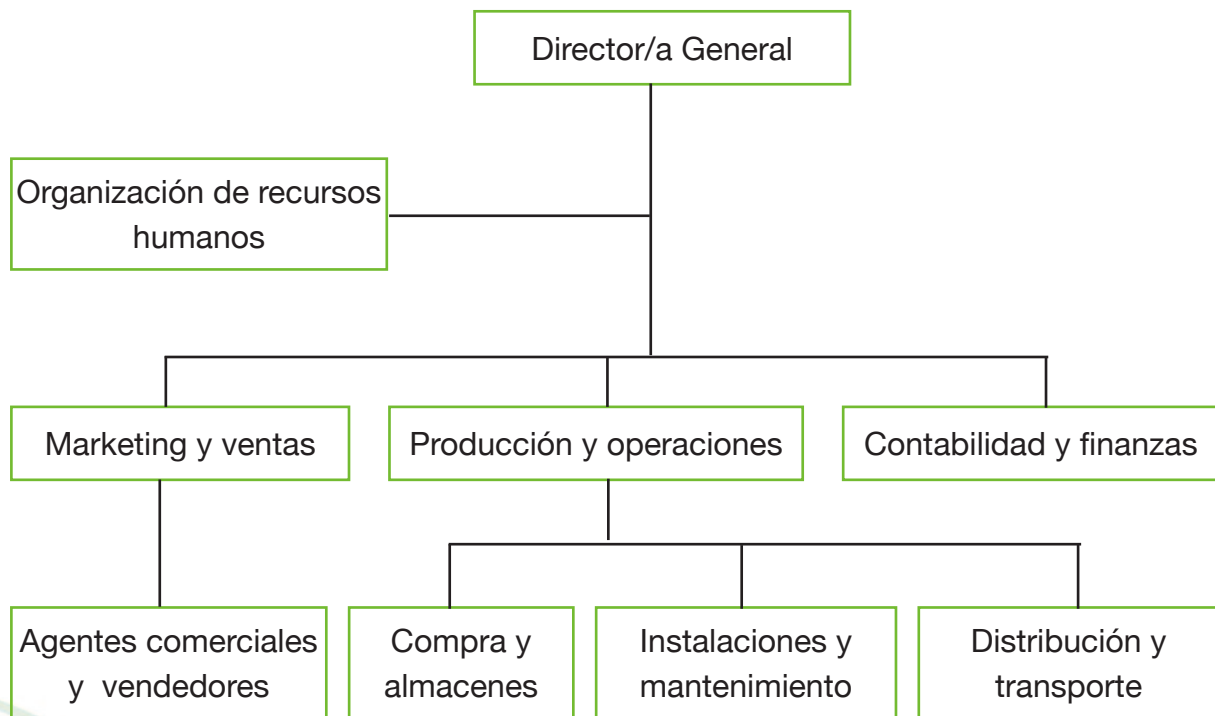 Director/a General
Organización de recursos
humanos
Marketing y ventas
Producción y operaciones
Contabilidad y finanzas
Agentes comerciales
y vendedores
Compra y
almacenes
Instalaciones y
mantenimiento
Distribución y
transporte